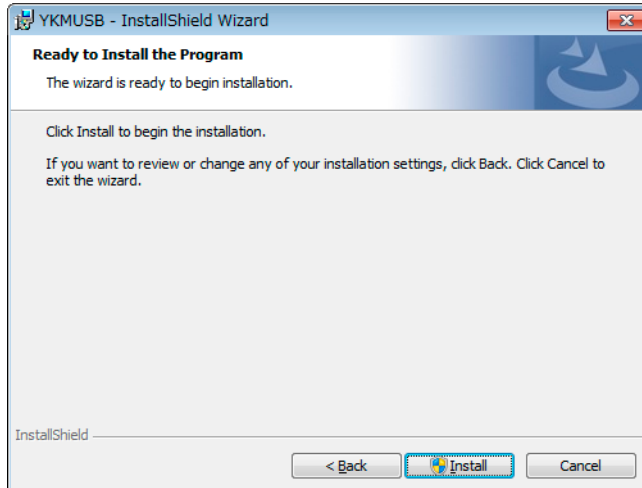 YKMUSB - InstallShield Wizard
Ready to Install the Program
The wizard is ready to begin installation.
Click Install to begin the installation.
If you want to review or change any of your installation settings, click Back. Click Cancel to
exit the wizard.
InstallShield
< Back
Install
Cancel